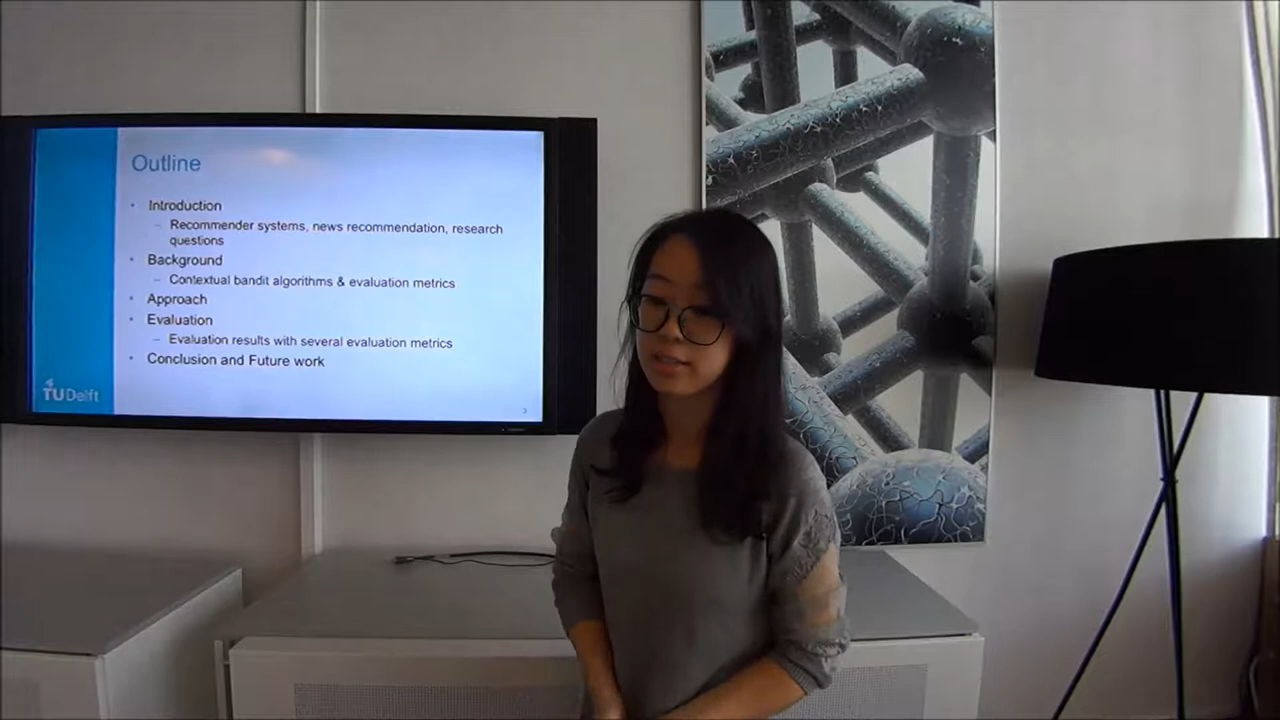 Outline
• Introduction
– Recommender systems, news recommendation, research
questions
• Background
– Contextual bandit algorithms & evaluation metrics
• Approach
• Evaluation
– Evaluation results with several evaluation metrics
• Conclusion and Future work
TUDelft
3